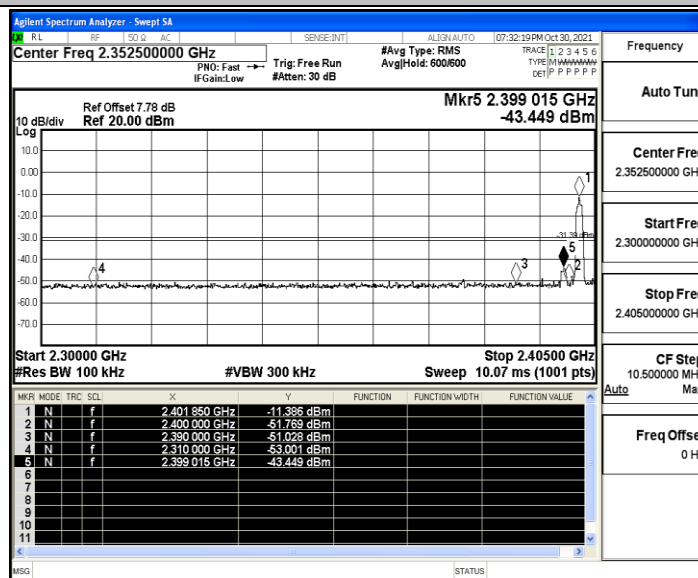 Agilent Spectrum Analyzer - Swept SA
RL RF 50 Ω AC SENSE:INT ALIGNAUTO 07:32:19 PM Oct 30, 2021
Center Freq 2.352500000 GHz
PNO: Fast
IFGain:Low
Trig: Free Run
#Atten: 30 dB
#Avg Type: RMS
Avg|Hold: 600/600
TRACE 1 2 3 4 5 6
TYPE M
DET P P P P P P
Ref Offset 7.78 dB
10 dB/div Ref 20.00 dBm
Log
Mkr5 2.399 015 GHz
-43.449 dBm
10.0
0.00
-10.0
-20.0
-30.0
-40.0
-50.0
-60.0
-70.0
1
-31.39 dBm
5
4
3
2
Start 2.30000 GHz Stop 2.40500 GHz
#Res BW 100 kHz #VBW 300 kHz Sweep 10.07 ms (1001 pts)
MKR MODE TRC SCL X Y FUNCTION FUNCTION WIDTH FUNCTION VALUE
1 N f 2.401 850 GHz -11.386 dBm
2 N f 2.400 000 GHz -51.769 dBm
3 N f 2.390 000 GHz -51.028 dBm
4 N f 2.310 000 GHz -53.001 dBm
5 N f 2.399 015 GHz -43.449 dBm
6
7
8
9
10
11
MSG STATUS
Frequency
Auto Tun
Center Fre
2.352500000 GH
Start Fre
2.300000000 GH
Stop Fre
2.405000000 GH
CF Ste
10.500000 MH
Auto Ma
Freq Offse
0 H